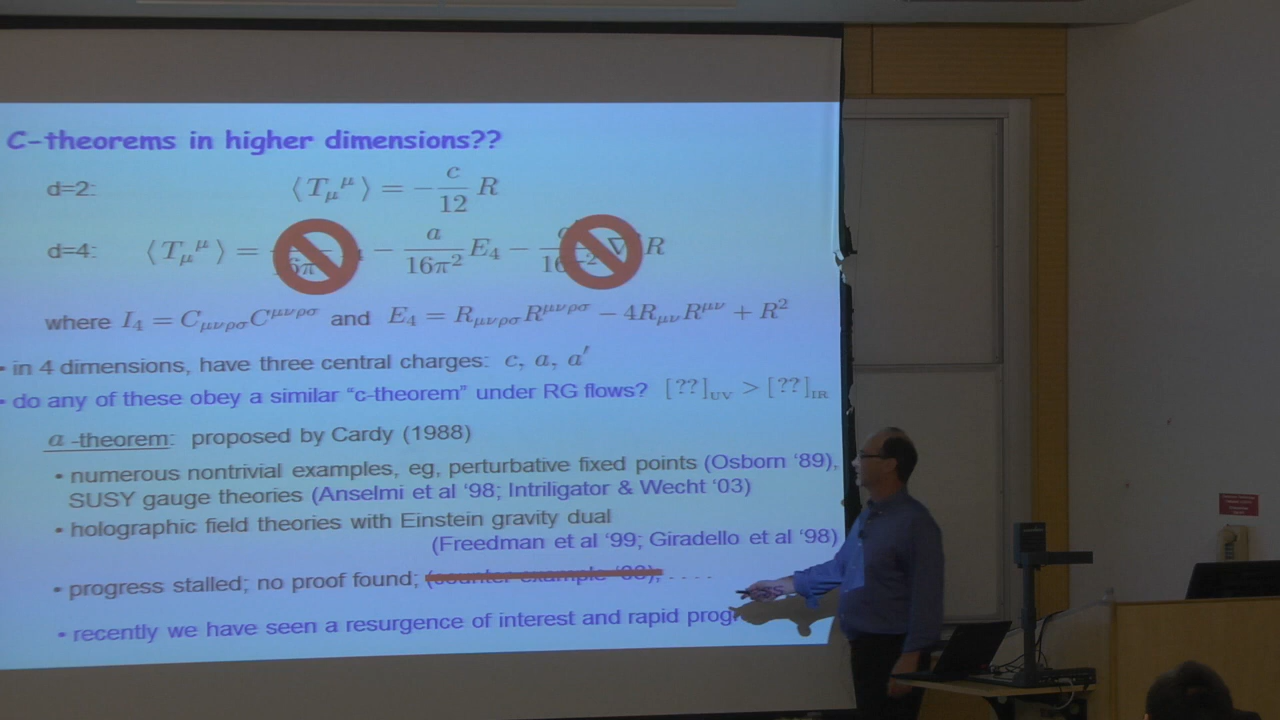 C-theorems in higher dimensions??
d=2: ⟨ T_μ^μ ⟩ = − c/12 R
d=4: ⟨ T_μ^μ ⟩ = − a/16π² E₄ − R
where I₄ = C_μνρσ C^μνρσ and E₄ = R_μνρσ R^μνρσ − 4R_μν R^μν + R²
• in 4 dimensions, have three central charges: c, a, a′
• do any of these obey a similar "c-theorem" under RG flows? [??]_UV > [??]_IR
a -theorem: proposed by Cardy (1988)
• numerous nontrivial examples, eg, perturbative fixed points (Osborn '89),
SUSY gauge theories (Anselmi et al '98; Intriligator & Wecht '03)
• holographic field theories with Einstein gravity dual
(Freedman et al '99; Giradello et al '98)
• progress stalled; no proof found; . . . .
• recently we have seen a resurgence of interest and rapid